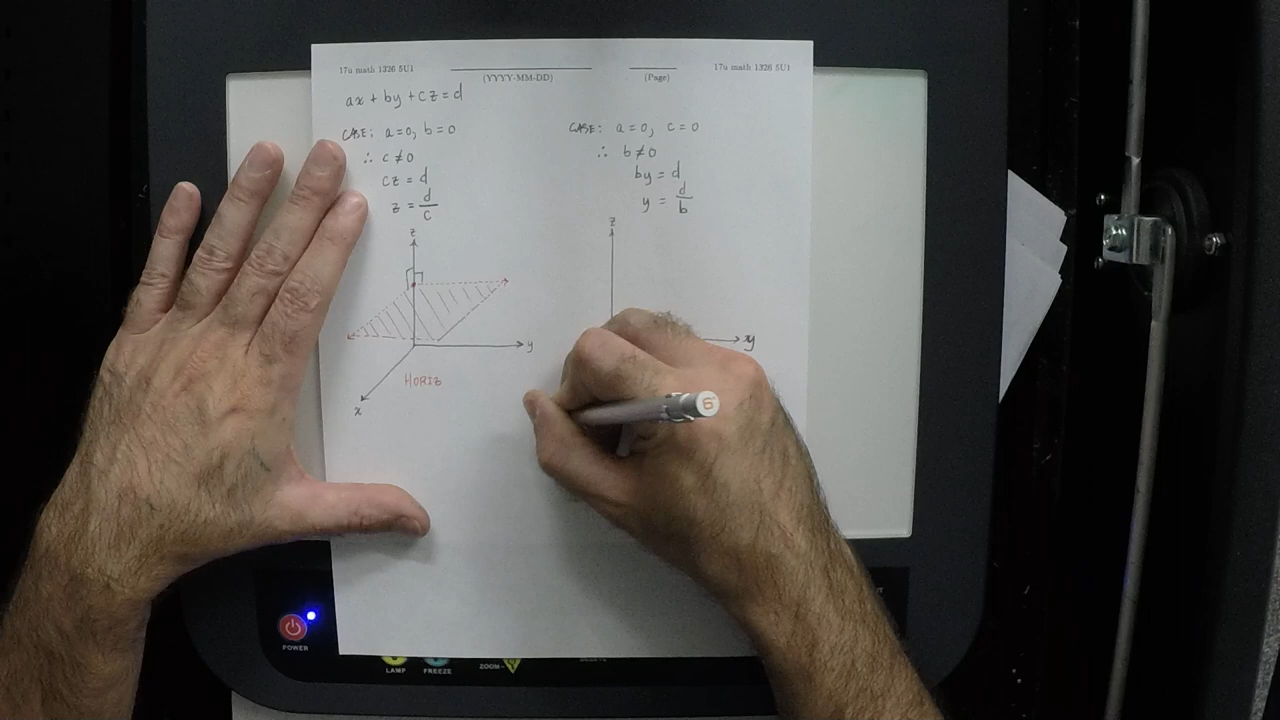 17u math 1326 5U1
(YYYY-MM-DD)
(Page)
17u math 1326 5U1
ax + by + cz = d
CASE: a=0, b=0
∴ c≠0
cz = d
z = d/c
z
y
x
HORIZ
CASE: a=0, c=0
∴ b≠0
by = d
y = d/b
z
y
POWER
LAMP
FREEZE
ZOOM-